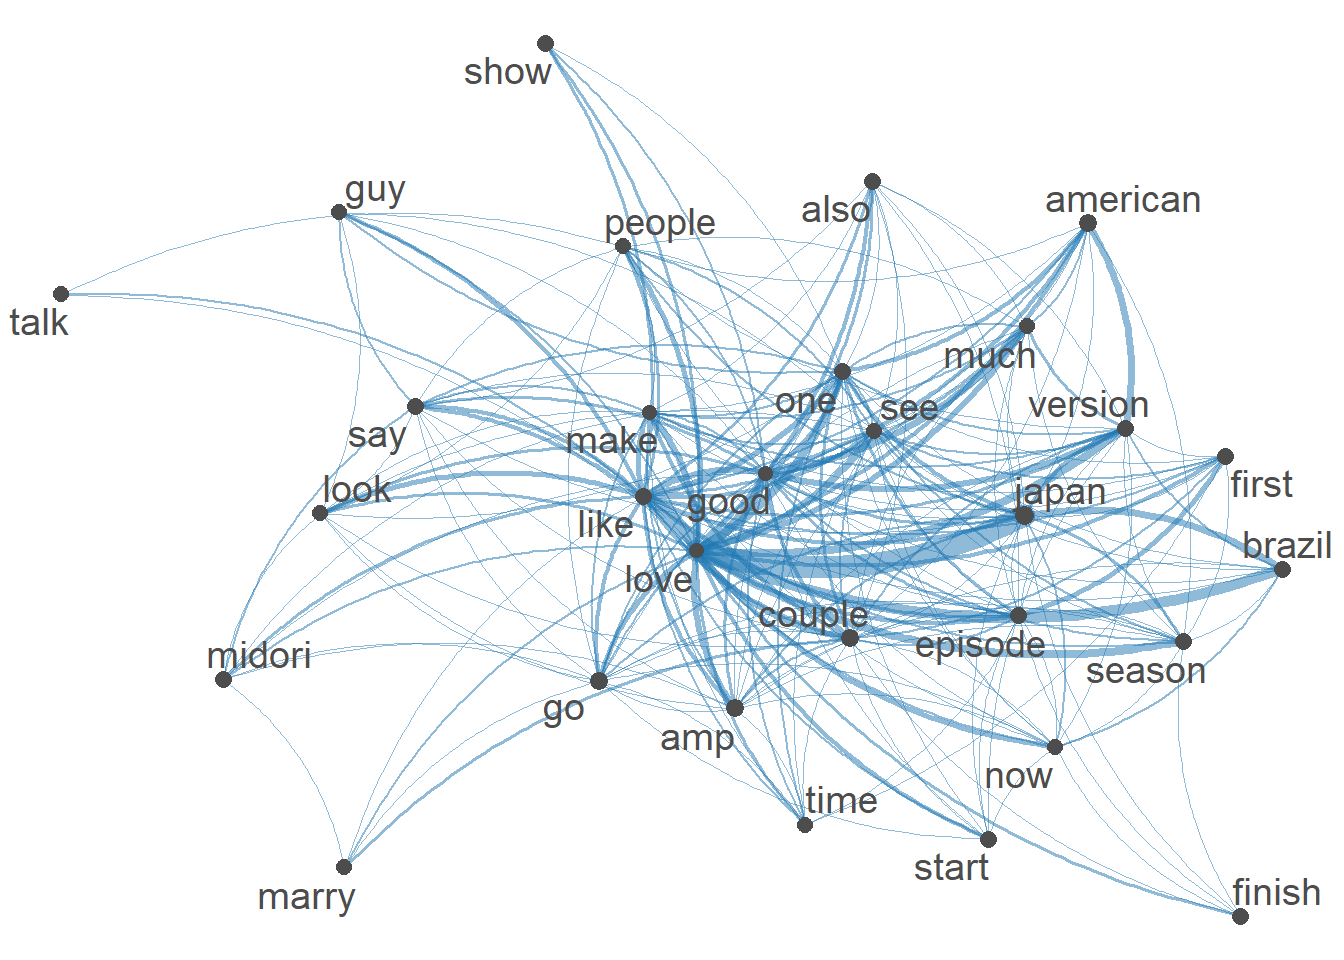 show
guy
american
also
people
talk
much
one
see
version
say
make
look
good
japan
first
like
brazil
love
couple
episode
midori
season
go
amp
now
time
start
marry
finish